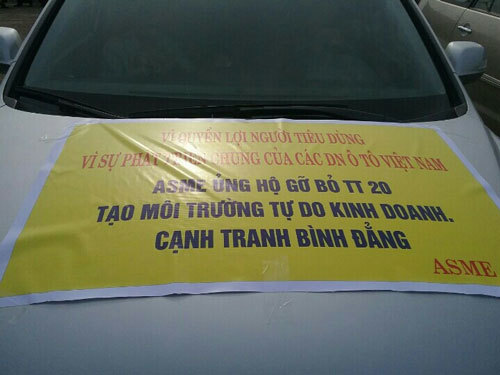 VÌ QUYỀN LỢI NGƯỜI TIÊU DÙNG
VÌ SỰ PHÁT TRIỂN CHUNG CỦA CÁC DN Ô TÔ VIỆT NAM
ASME ỦNG HỘ GỠ BỎ TT 20
TẠO MÔI TRƯỜNG TỰ DO KINH DOANH.
CẠNH TRANH BÌNH ĐẲNG
ASME